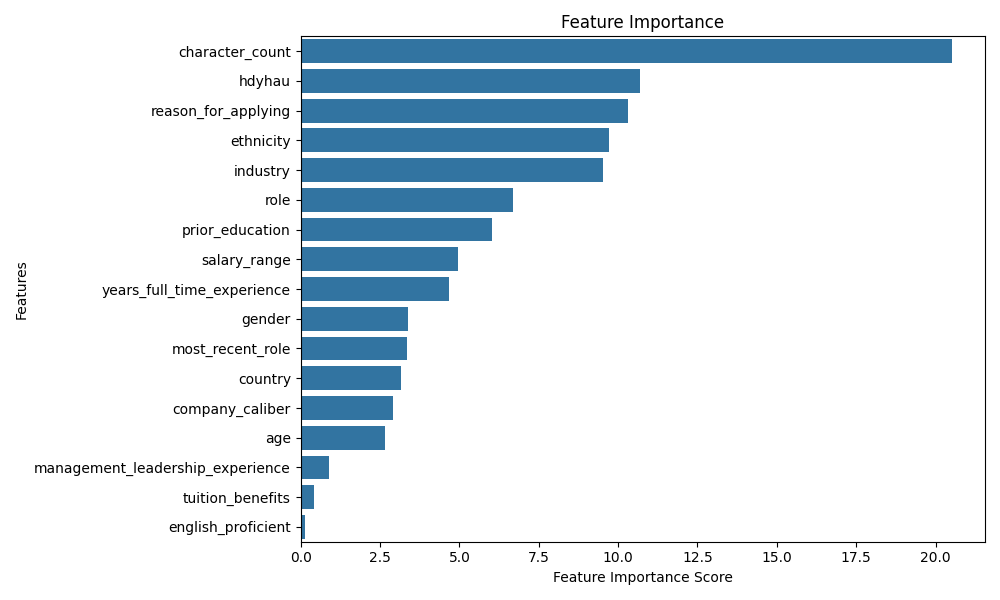 Feature Importance
Features
character_count
hdyhau
reason_for_applying
ethnicity
industry
role
prior_education
salary_range
years_full_time_experience
gender
most_recent_role
country
company_caliber
age
management_leadership_experience
tuition_benefits
english_proficient
0.0 2.5 5.0 7.5 10.0 12.5 15.0 17.5 20.0
Feature Importance Score